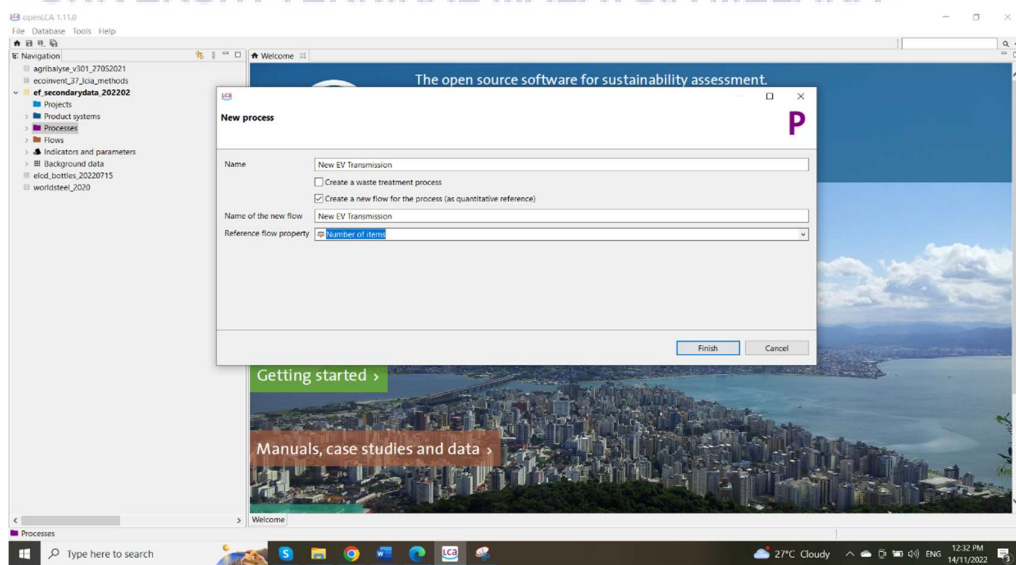 openLCA 1.11.0
File Database Tools Help
Navigation
Welcome
agribalyse_v301_27052021
ecoinvent_37_lcia_methods
ef_secondarydata_202202
Projects
Product systems
Processes
Flows
Indicators and parameters
Background data
elcd_bottles_20220715
worldsteel_2020
The open source software for sustainability assessment.
LCA
New process
P
Name
New EV Transmission
Create a waste treatment process
Create a new flow for the process (as quantitative reference)
Name of the new flow
New EV Transmission
Reference flow property
Number of items
Finish
Cancel
Getting started >
Manuals, case studies and data >
Welcome
Processes
Type here to search
LCA
27°C Cloudy
ENG
12:32 PM
14/11/2022